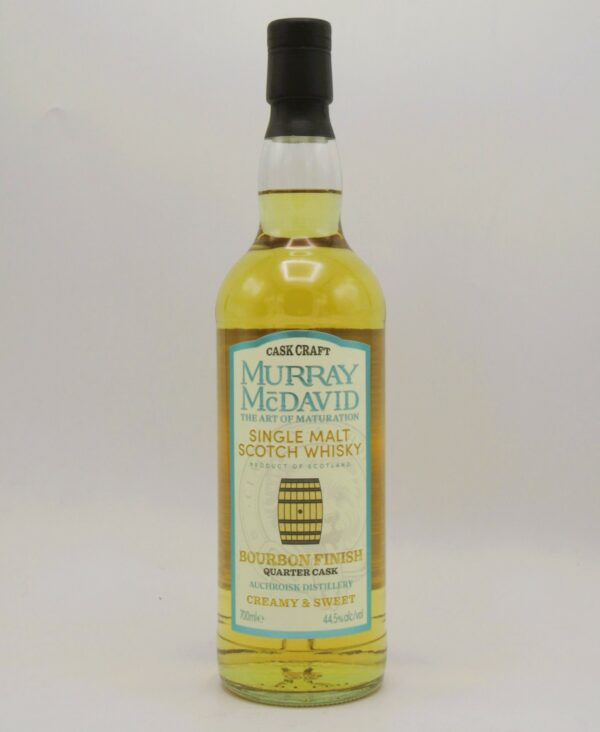 CASK CRAFT
MURRAY
McDAVID
THE ART OF MATURATION
SINGLE MALT
SCOTCH WHISKY
PRODUCT OF SCOTLAND
BOURBON FINISH
QUARTER CASK
AUCHROISK DISTILLERY
CREAMY & SWEET
700ml℮ 44.5%alc/vol